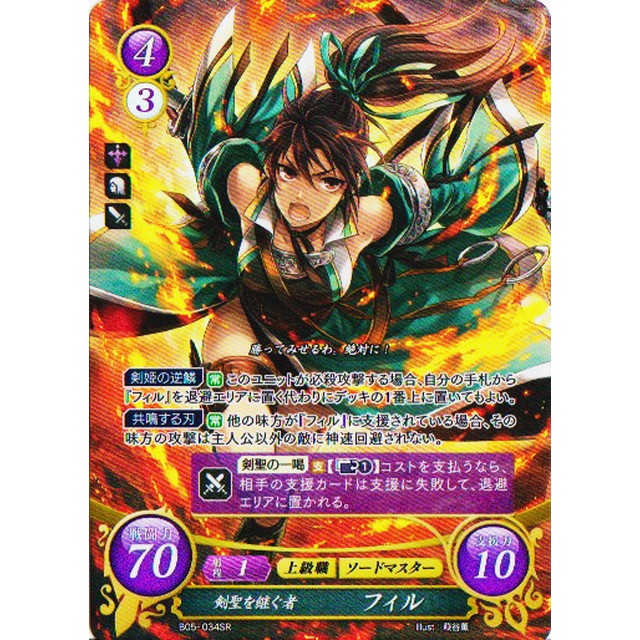 4
3
勝ってみせるわ、絶対に!
剣姫の逆鱗 常 このユニットが必殺攻撃する場合、自分の手札から
『フィル』を退避エリアに置く代わりにデッキの1番上に置いてもよい。
共鳴する刃 常 他の味方が『フィル』に支援されている場合、その
味方の攻撃は主人公以外の敵に神速回避されない。
剣聖の一喝 支 【1】コストを支払うなら、
相手の支援カードは支援に失敗して、退避
エリアに置かれる。
戦闘力
70
射程 1
上級職 ソードマスター
支援力
10
剣聖を継ぐ者 フィル
B05-034SR
Illust:萩谷薫